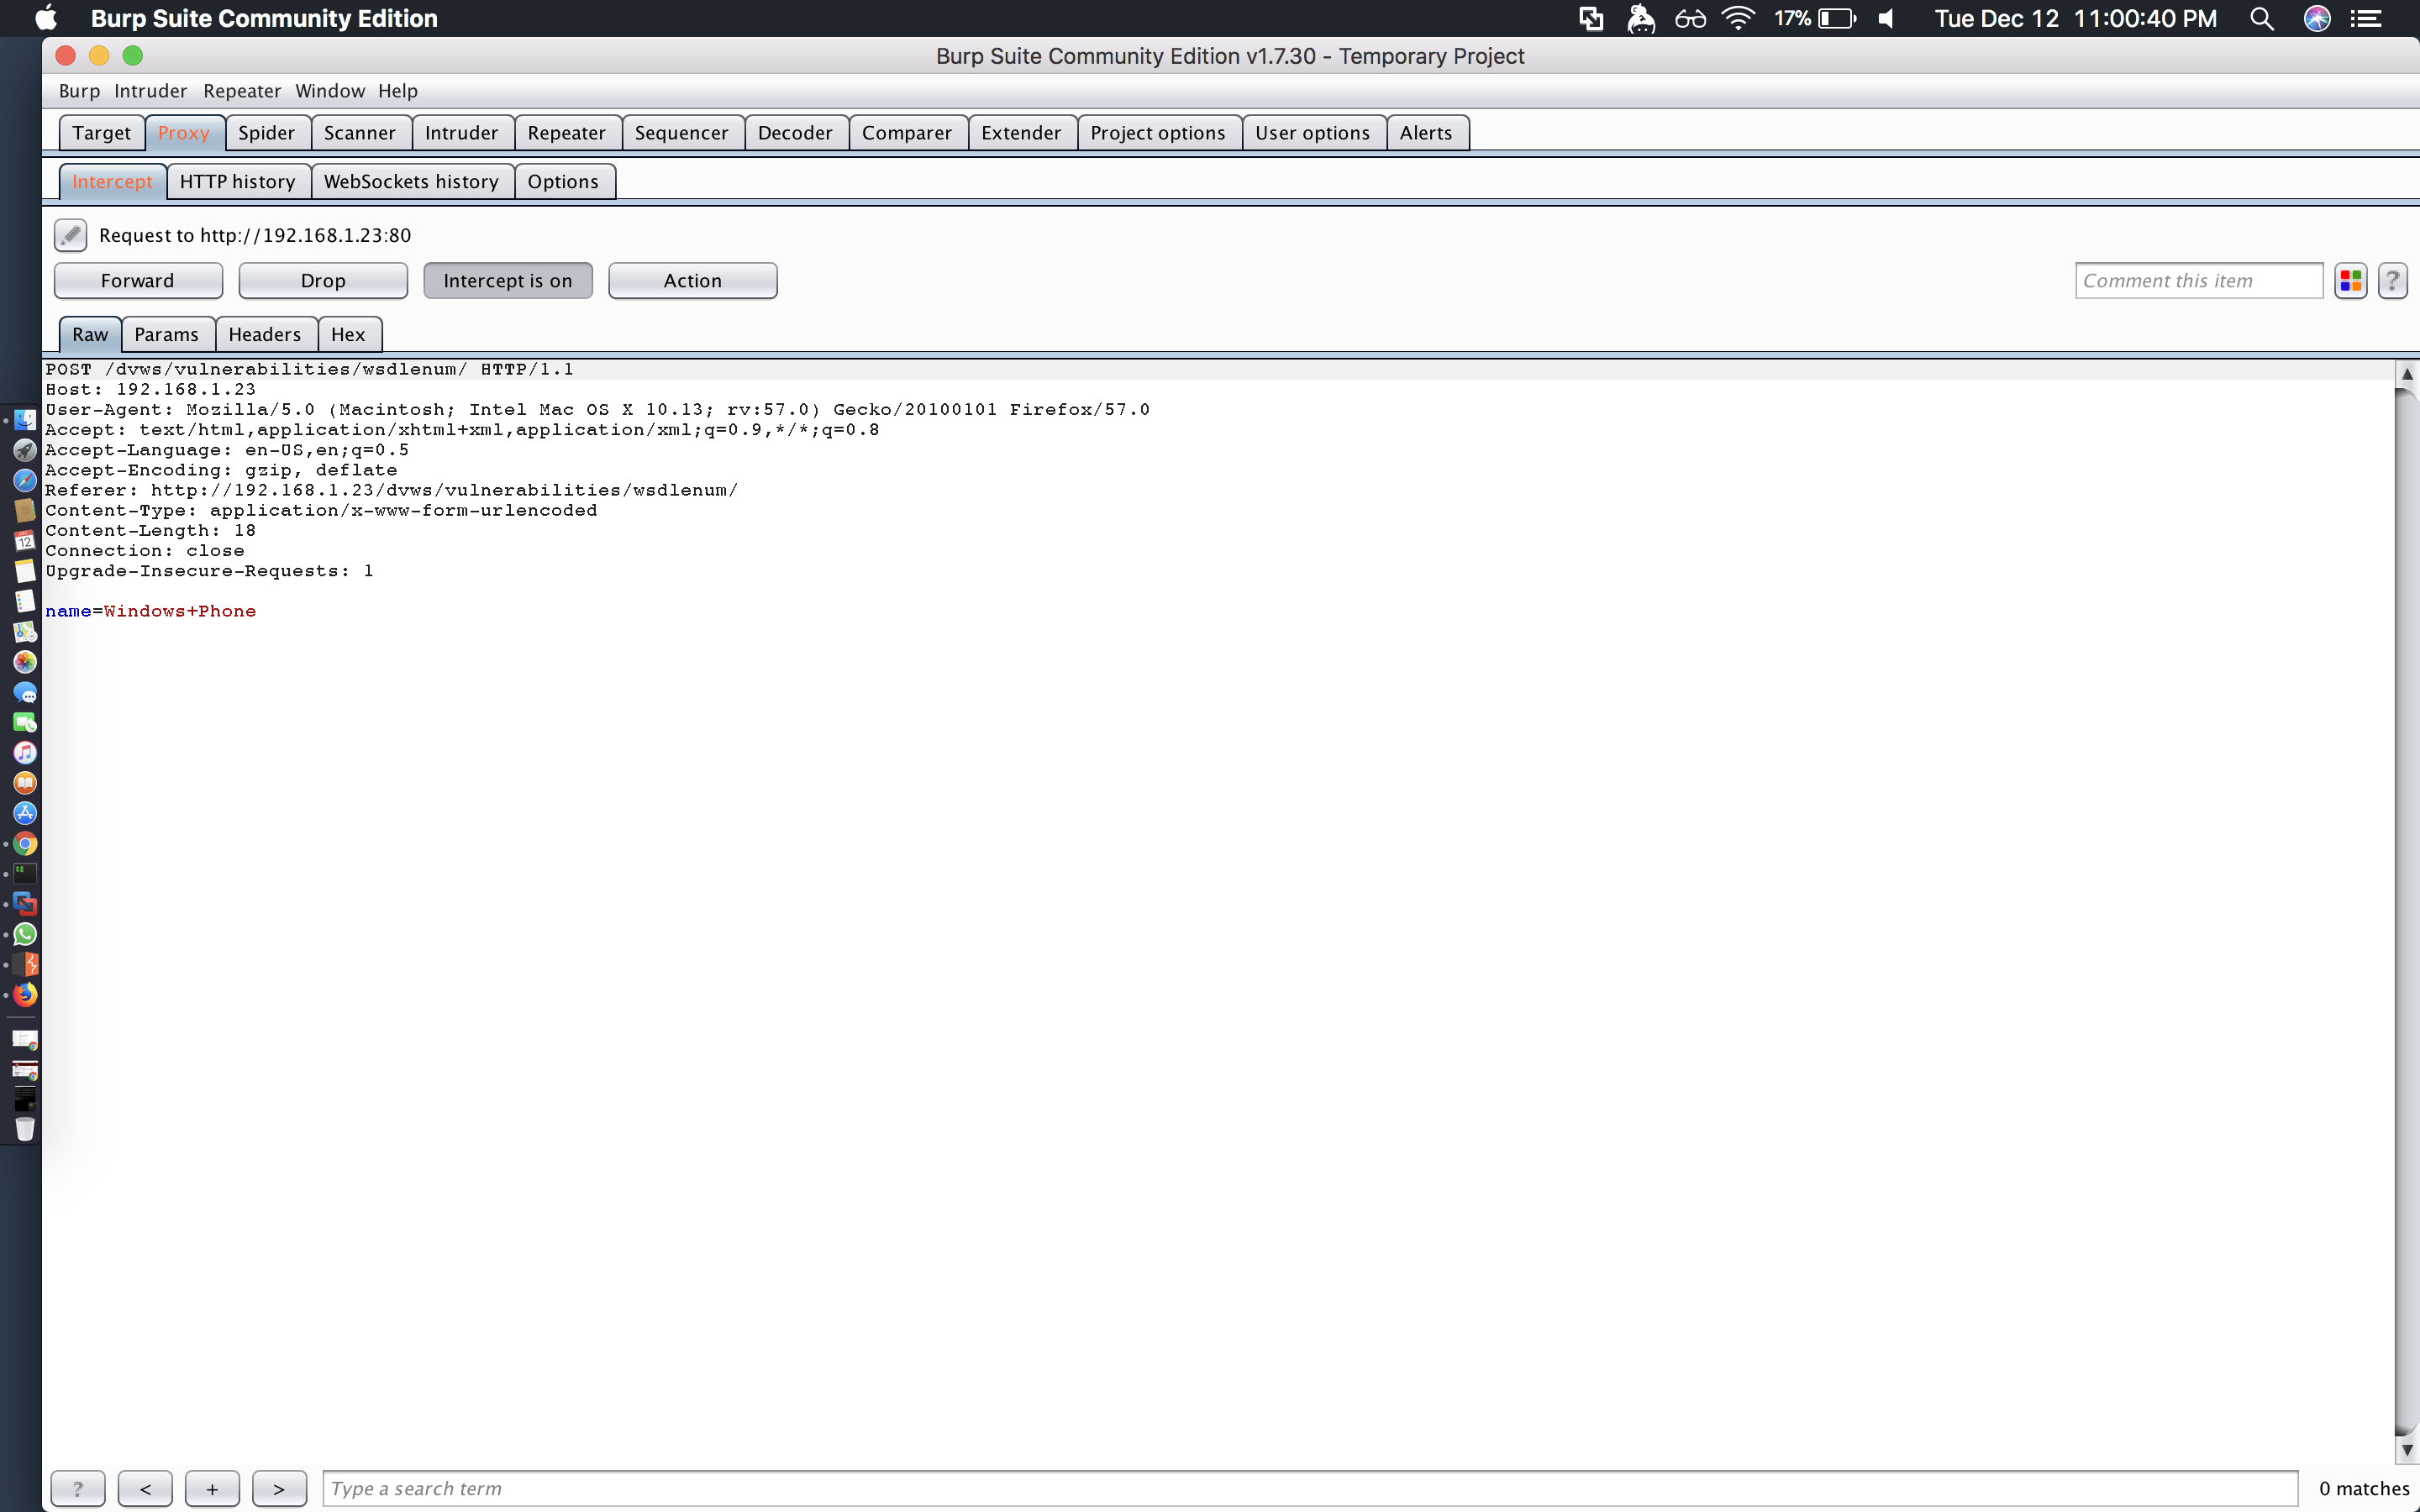 Burp Suite Community Edition 17% Tue Dec 12 11:00:40 PM
Burp Suite Community Edition v1.7.30 - Temporary Project
Burp Intruder Repeater Window Help
Target Proxy Spider Scanner Intruder Repeater Sequencer Decoder Comparer Extender Project options User options Alerts
Intercept HTTP history WebSockets history Options
Request to http://192.168.1.23:80
Forward Drop Intercept is on Action Comment this item ?
Raw Params Headers Hex
POST /dvws/vulnerabilities/wsdlenum/ HTTP/1.1
Host: 192.168.1.23
User-Agent: Mozilla/5.0 (Macintosh; Intel Mac OS X 10.13; rv:57.0) Gecko/20100101 Firefox/57.0
Accept: text/html,application/xhtml+xml,application/xml;q=0.9,*/*;q=0.8
Accept-Language: en-US,en;q=0.5
Accept-Encoding: gzip, deflate
Referer: http://192.168.1.23/dvws/vulnerabilities/wsdlenum/
Content-Type: application/x-www-form-urlencoded
Content-Length: 18
Connection: close
Upgrade-Insecure-Requests: 1
name=Windows+Phone
12
? < + > Type a search term 0 matches